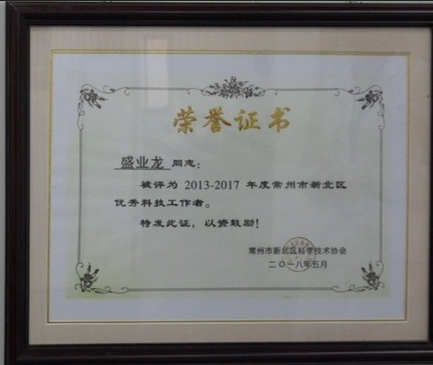 荣誉证书
盛业龙 同志：
被评为 2013-2017 年度常州市新北区
优秀科技工作者。
特发此证，以资鼓励！
常州市新北区科学技术协会
二〇一八年五月